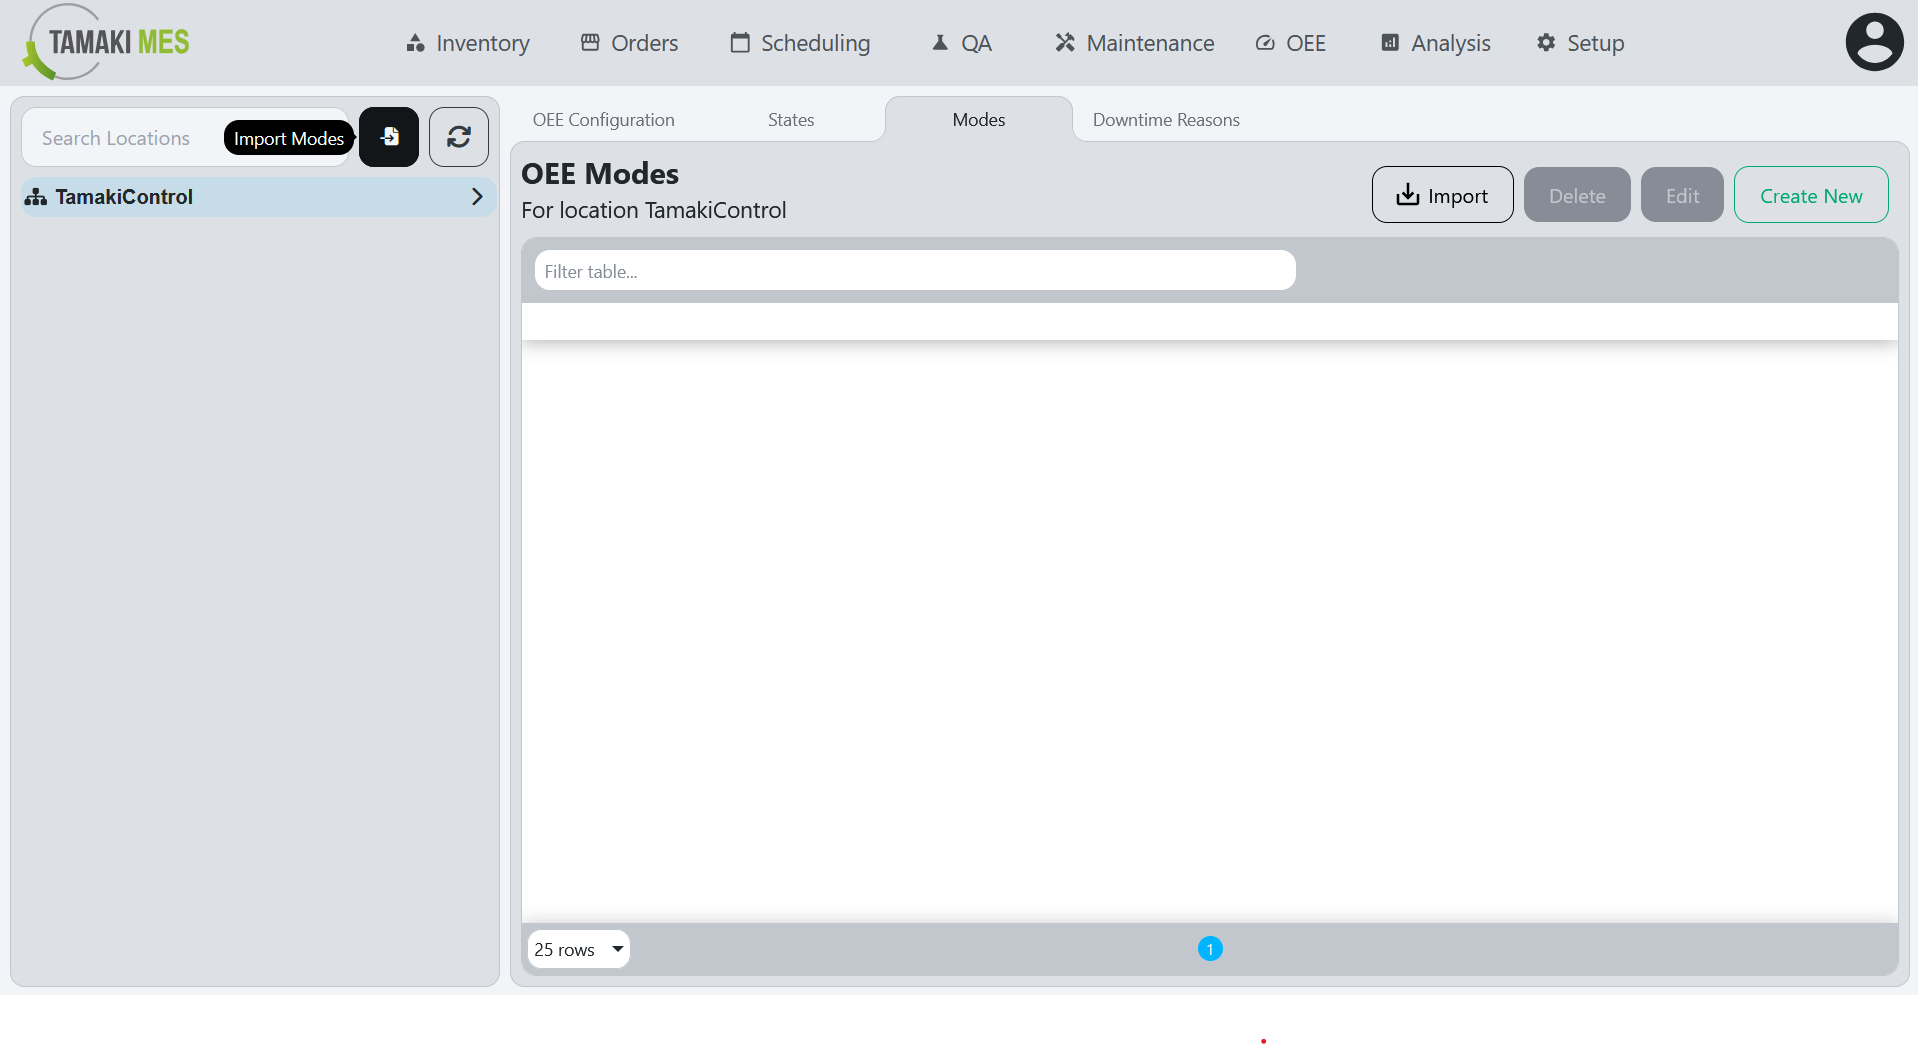 TAMAKI MES
Inventory
Orders
Scheduling
QA
Maintenance
OEE
Analysis
Setup
Search Locations
Import Modes
TamakiControl
OEE Configuration
States
Modes
Downtime Reasons
OEE Modes
For location TamakiControl
Import
Delete
Edit
Create New
Filter table...
25 rows
1